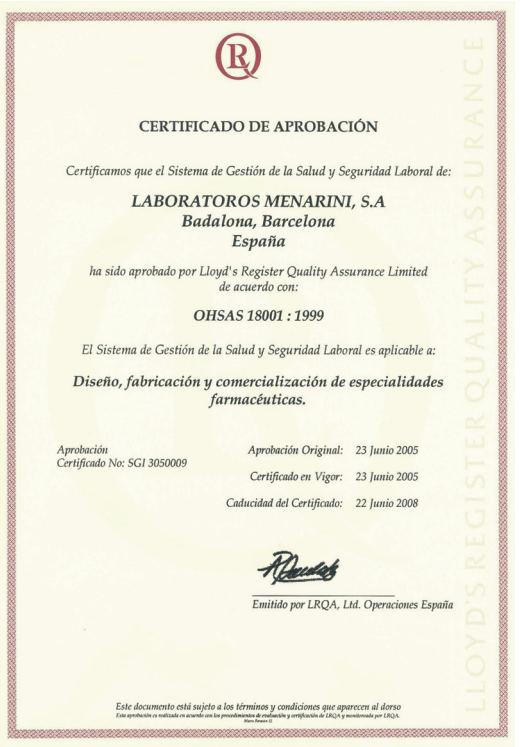 RQ
CERTIFICADO DE APROBACIÓN
Certificamos que el Sistema de Gestión de la Salud y Seguridad Laboral de:
LABORATOROS MENARINI, S.A
Badalona, Barcelona
España
ha sido aprobado por Lloyd's Register Quality Assurance Limited
de acuerdo con:
OHSAS 18001 : 1999
El Sistema de Gestión de la Salud y Seguridad Laboral es aplicable a:
Diseño, fabricación y comercialización de especialidades
farmacéuticas.
Aprobación
Certificado No: SGI 3050009
Aprobación Original: 23 Junio 2005
Certificado en Vigor: 23 Junio 2005
Caducidad del Certificado: 22 Junio 2008
Emitido por LRQA, Ltd. Operaciones España
Este documento está sujeto a los términos y condiciones que aparecen al dorso
Esta aprobación es realizada en acuerdo con los procedimientos de evaluación y certificación de LRQA y monitoreada por LRQA.
LLOYD'S REGISTER QUALITY ASSURANCE